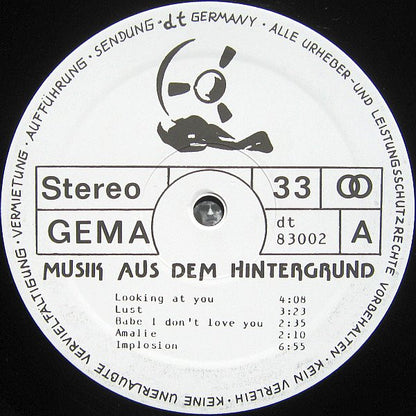 dt GERMANY · ALLE URHEBER-UND LEISTUNGSSCHUTZRECHTE VORBEHALTEN · KEIN VERLEIH · KEINE UNERLAUBTE VERVIELFÄLTIGUNG · VERMIETUNG · AUFFÜHRUNG · SENDUNG ·
Stereo 33
GEMA dt 83002 A
MUSIK AUS DEM HINTERGRUND
Looking at you 4:08
Lust 3:23
Babe I don't love you 2:35
Amalie 2:10
Implosion 6:55